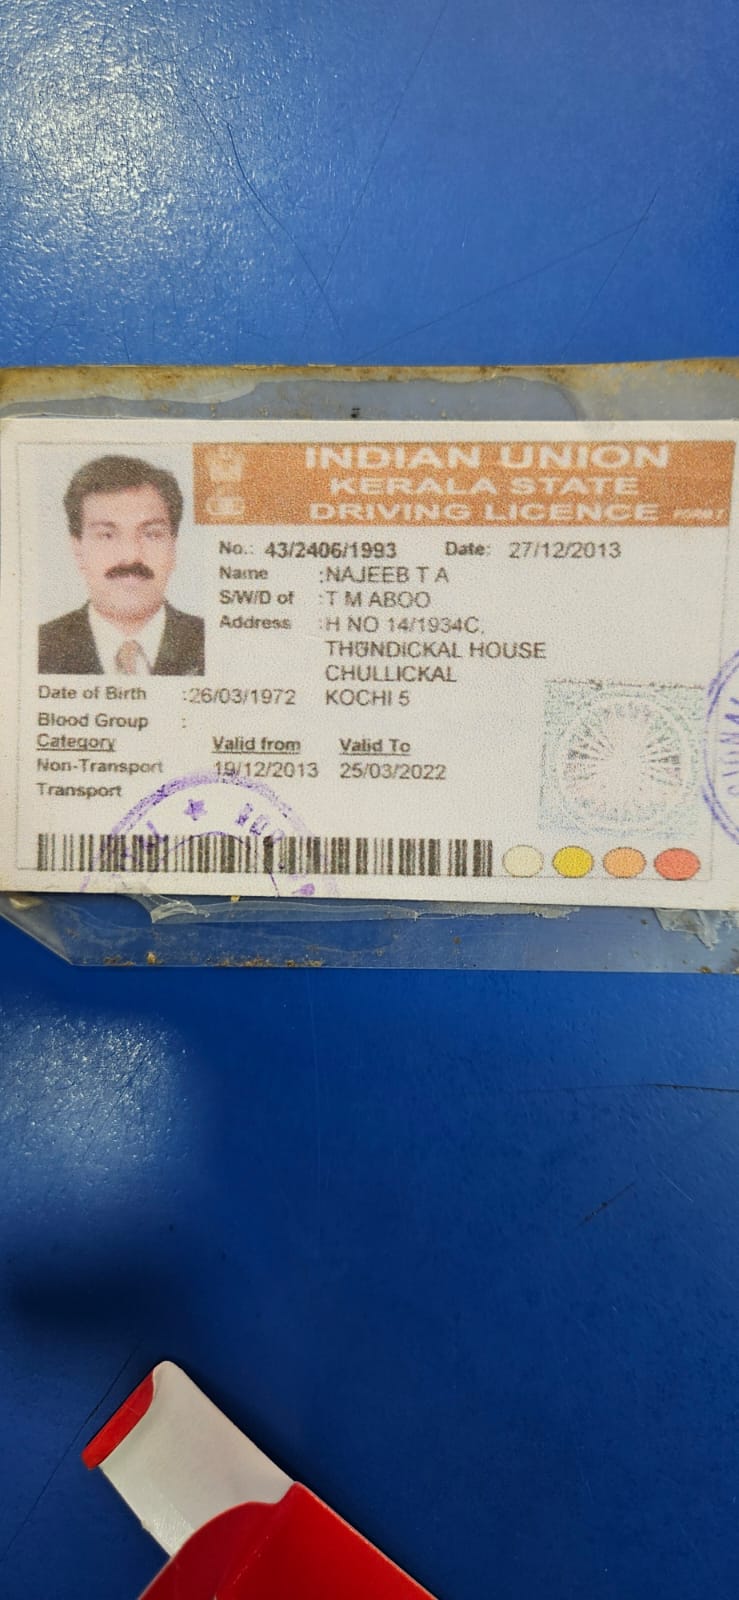 INDIAN UNION
KERALA STATE
DRIVING LICENCE FORM 7
No.: 43/2406/1993 Date: 27/12/2013
Name :NAJEEB T A
S/W/D of :T M ABOO
Address :H NO 14/1934C,
THUNDICKAL HOUSE
CHULLICKAL
Date of Birth :26/03/1972 KOCHI 5
Blood Group :
Category Valid from Valid To
Non-Transport 19/12/2013 25/03/2022
Transport